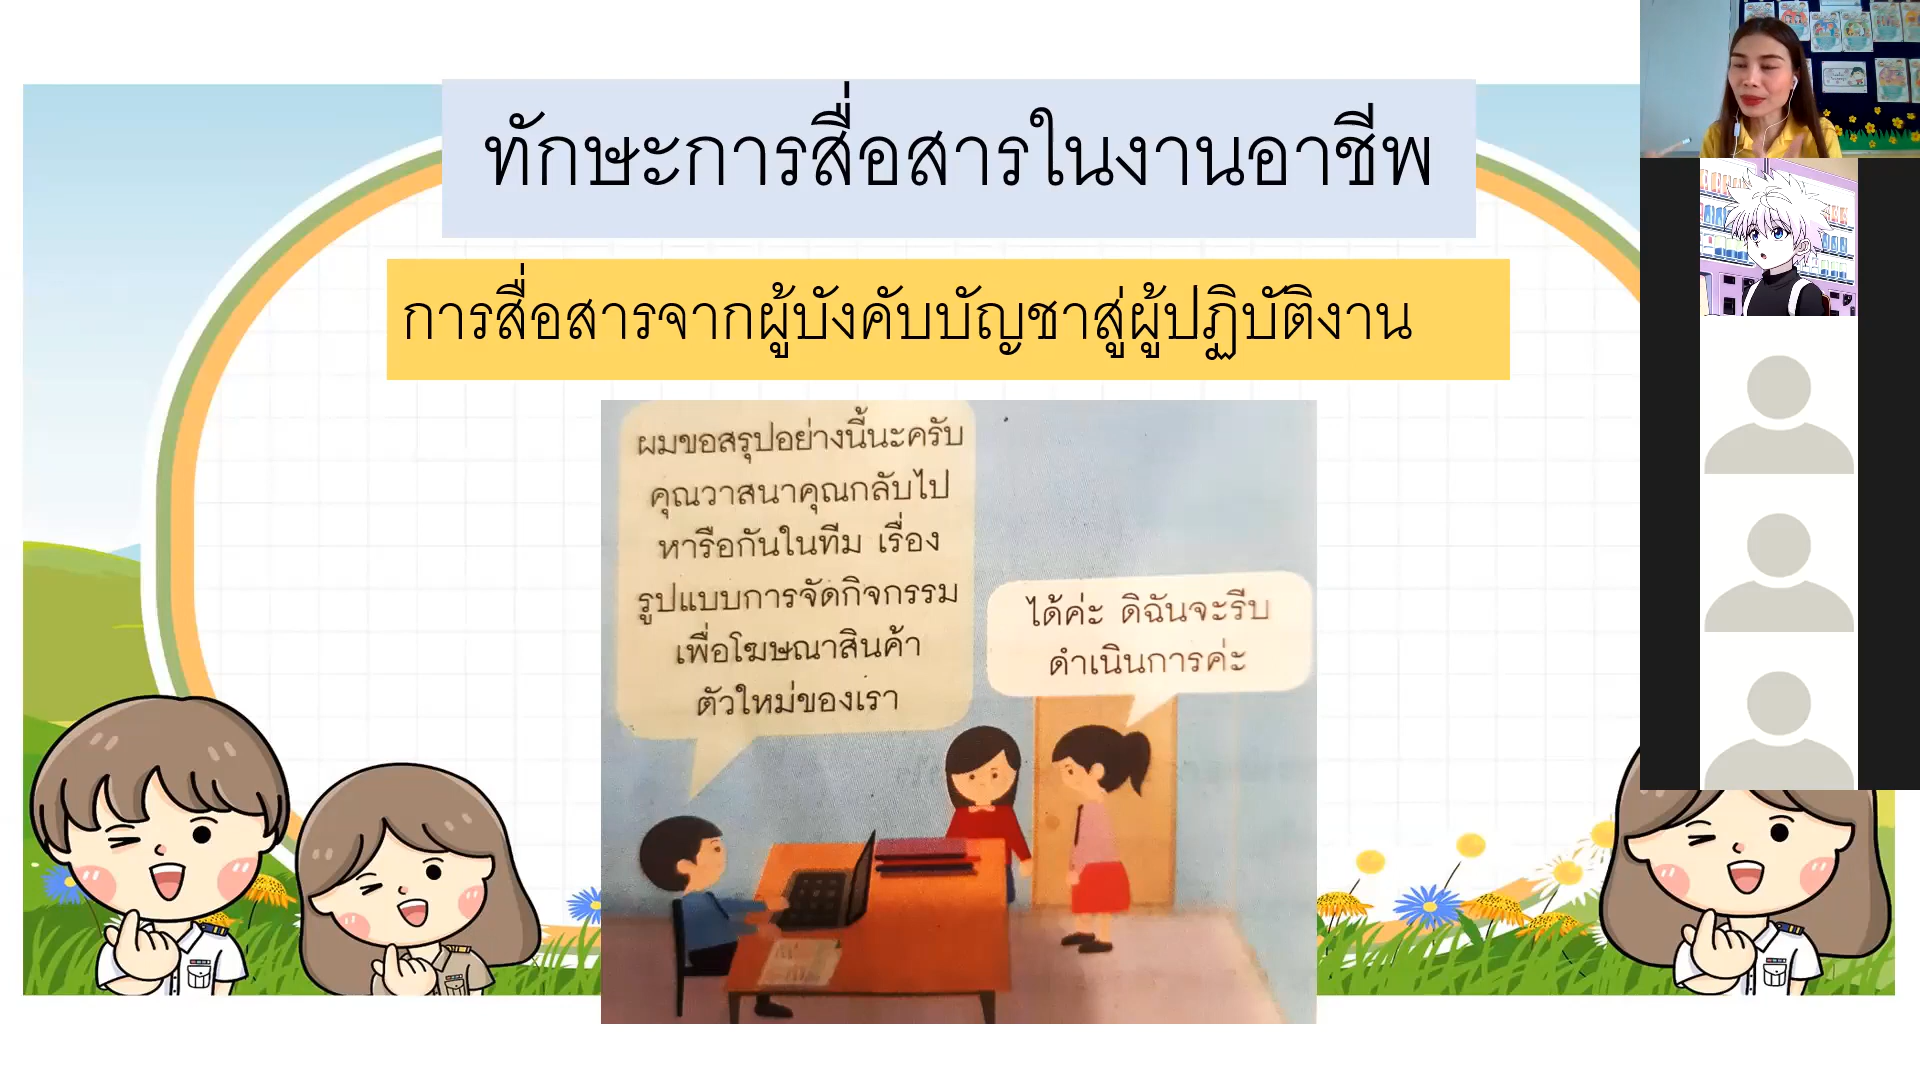 ทักษะการสื่อสารในงานอาชีพ
การสื่อสารจากผู้บังคับบัญชาสู่ผู้ปฏิบัติงาน
ผมขอสรุปอย่างนี้นะครับ
คุณวาสนาคุณกลับไป
หารือกันในทีม เรื่อง
รูปแบบการจัดกิจกรรม
เพื่อโฆษณาสินค้า
ตัวใหม่ของเรา
ได้ค่ะ ดิฉันจะรีบ
ดำเนินการค่ะ